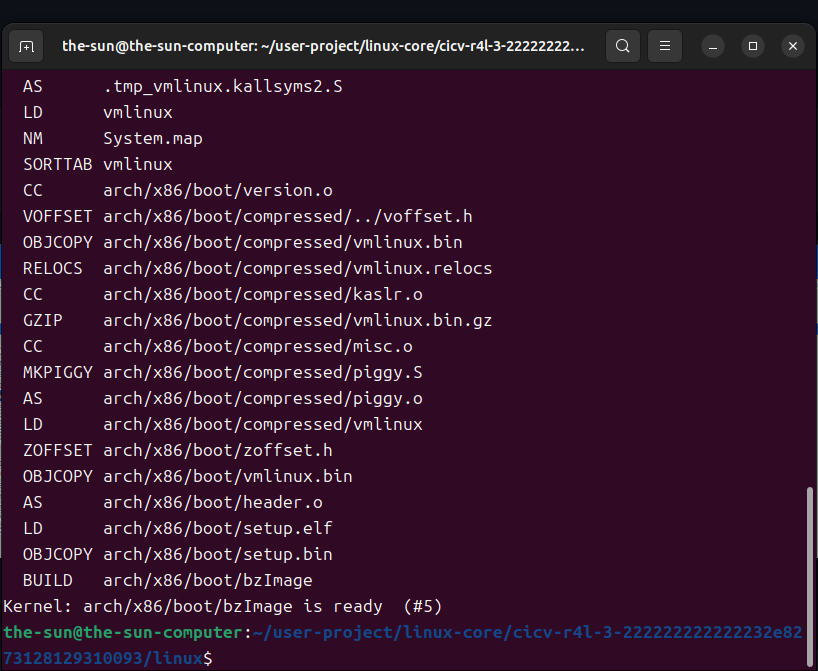 the-sun@the-sun-computer: ~/user-project/linux-core/cicv-r4l-3-22222222...
AS      .tmp_vmlinux.kallsyms2.S
LD      vmlinux
NM      System.map
SORTTAB vmlinux
CC      arch/x86/boot/version.o
VOFFSET arch/x86/boot/compressed/../voffset.h
OBJCOPY arch/x86/boot/compressed/vmlinux.bin
RELOCS  arch/x86/boot/compressed/vmlinux.relocs
CC      arch/x86/boot/compressed/kaslr.o
GZIP    arch/x86/boot/compressed/vmlinux.bin.gz
CC      arch/x86/boot/compressed/misc.o
MKPIGGY arch/x86/boot/compressed/piggy.S
AS      arch/x86/boot/compressed/piggy.o
LD      arch/x86/boot/compressed/vmlinux
ZOFFSET arch/x86/boot/zoffset.h
OBJCOPY arch/x86/boot/vmlinux.bin
AS      arch/x86/boot/header.o
LD      arch/x86/boot/setup.elf
OBJCOPY arch/x86/boot/setup.bin
BUILD   arch/x86/boot/bzImage
Kernel: arch/x86/boot/bzImage is ready  (#5)
the-sun@the-sun-computer:~/user-project/linux-core/cicv-r4l-3-222222222222232e82
73128129310093/linux$